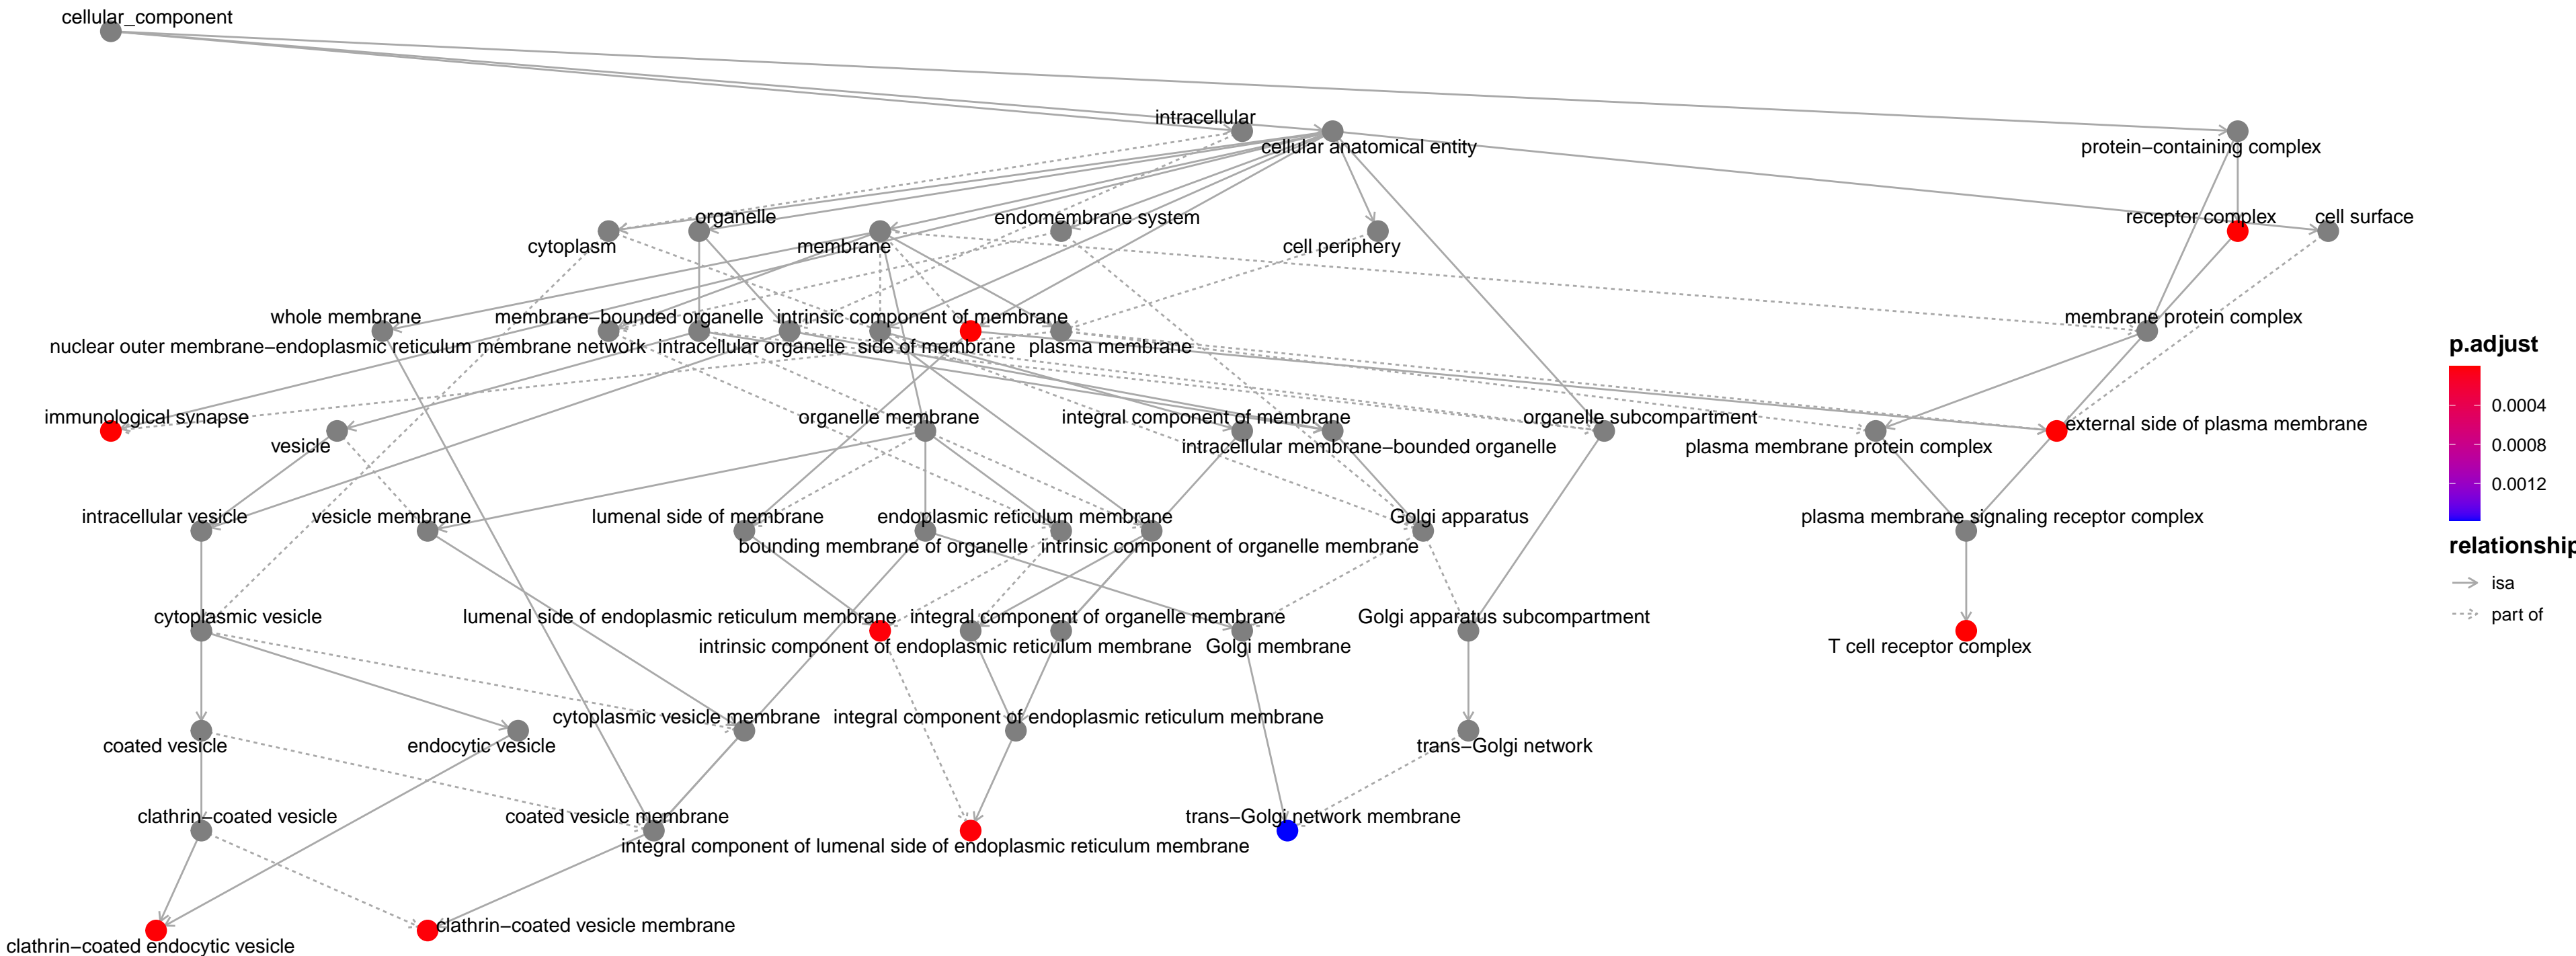 cellular_component
intracellular
cellular anatomical entity
protein−containing complex
organelle
endomembrane system
receptor complex
cell surface
cytoplasm
membrane
cell periphery
whole membrane
membrane−bounded organelle
intrinsic component of membrane
membrane protein complex
nuclear outer membrane−endoplasmic reticulum membrane network
intracellular organelle
side of membrane
plasma membrane
p.adjust
0.0004
0.0008
0.0012
relationship
isa
part of
immunological synapse
organelle membrane
integral component of membrane
organelle subcompartment
external side of plasma membrane
vesicle
intracellular membrane−bounded organelle
plasma membrane protein complex
intracellular vesicle
vesicle membrane
lumenal side of membrane
endoplasmic reticulum membrane
Golgi apparatus
plasma membrane signaling receptor complex
bounding membrane of organelle
intrinsic component of organelle membrane
cytoplasmic vesicle
lumenal side of endoplasmic reticulum membrane
integral component of organelle membrane
Golgi apparatus subcompartment
intrinsic component of endoplasmic reticulum membrane
Golgi membrane
T cell receptor complex
cytoplasmic vesicle membrane
integral component of endoplasmic reticulum membrane
coated vesicle
endocytic vesicle
trans−Golgi network
clathrin−coated vesicle
coated vesicle membrane
trans−Golgi network membrane
integral component of lumenal side of endoplasmic reticulum membrane
clathrin−coated vesicle membrane
clathrin−coated endocytic vesicle